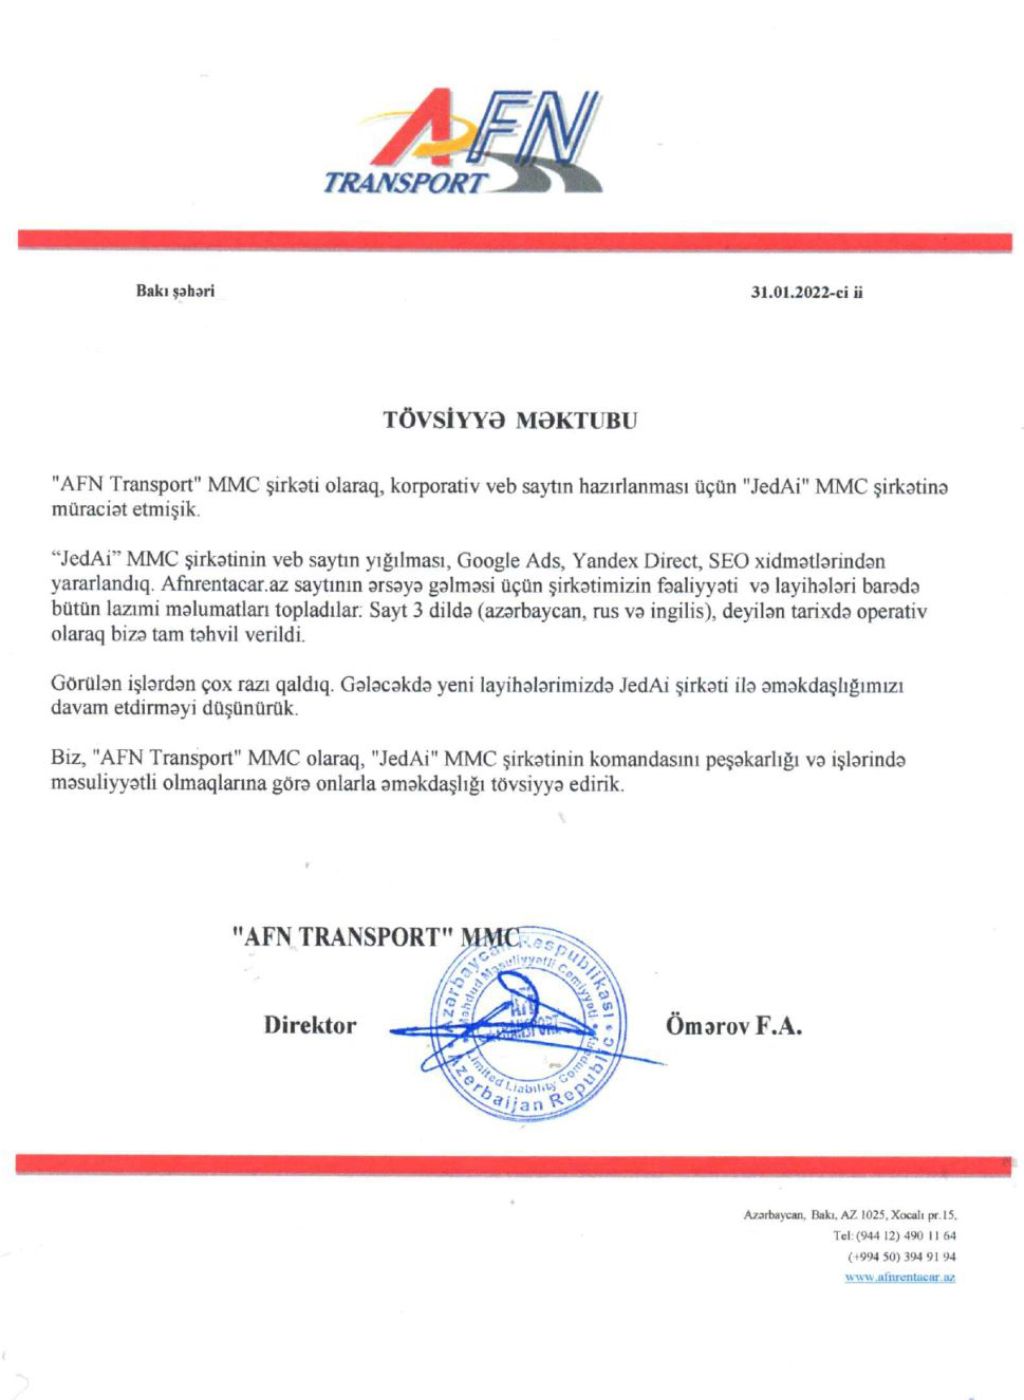 AFN
TRANSPORT
Bakı şəhəri
31.01.2022-ci ii
TÖVSİYYƏ MƏKTUBU
"AFN Transport" MMC şirkəti olaraq, korporativ veb saytın hazırlanması üçün "JedAi" MMC şirkətinə
müraciət etmişik.
“JedAi” MMC şirkətinin veb saytın yığılması, Google Ads, Yandex Direct, SEO xidmətlərindən
yararlandıq. Afnrentacar.az saytının ərsəyə gəlməsi üçün şirkətimizin fəaliyyəti və layihələri barədə
bütün lazımi məlumatları topladılar. Sayt 3 dildə (azərbaycan, rus və ingilis), deyilən tarixdə operativ
olaraq bizə tam təhvil verildi.
Görülən işlərdən çox razı qaldıq. Gələcəkdə yeni layihələrimizdə JedAi şirkəti ilə əməkdaşlığımızı
davam etdirməyi düşünürük.
Biz, "AFN Transport" MMC olaraq, "JedAi" MMC şirkətinin komandasını peşəkarlığı və işlərində
məsuliyyətli olmaqlarına görə onlarla əməkdaşlığı tövsiyyə edirik.
"AFN TRANSPORT" MMC
Azərbaycan Respublikası
Məhdud Məsuliyyətli Cəmiyyəti
AFN
TRANSPORT
Limited Liability Company
Azerbaijan Republic
Direktor
Ömərov F.A.
Azərbaycan, Bakı, AZ 1025, Xocalı pr.15,
Tel: (944 12) 490 11 64
(+994 50) 394 91 94
www.afnrentacar.az